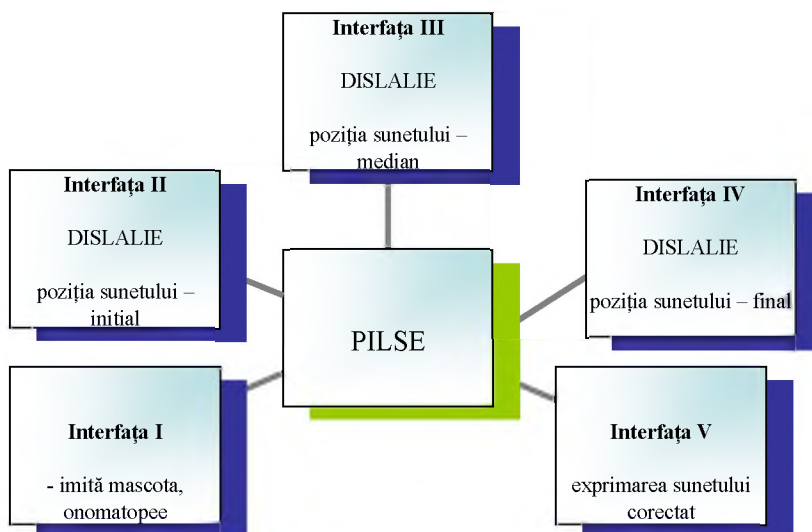 Interfața III
DISLALIE
poziția sunetului –
median
Interfața II
DISLALIE
poziția sunetului –
initial
Interfața IV
DISLALIE
poziția sunetului – final
PILSE
Interfața I
- imită mascota,
onomatopee
Interfața V
exprimarea sunetului
corectat